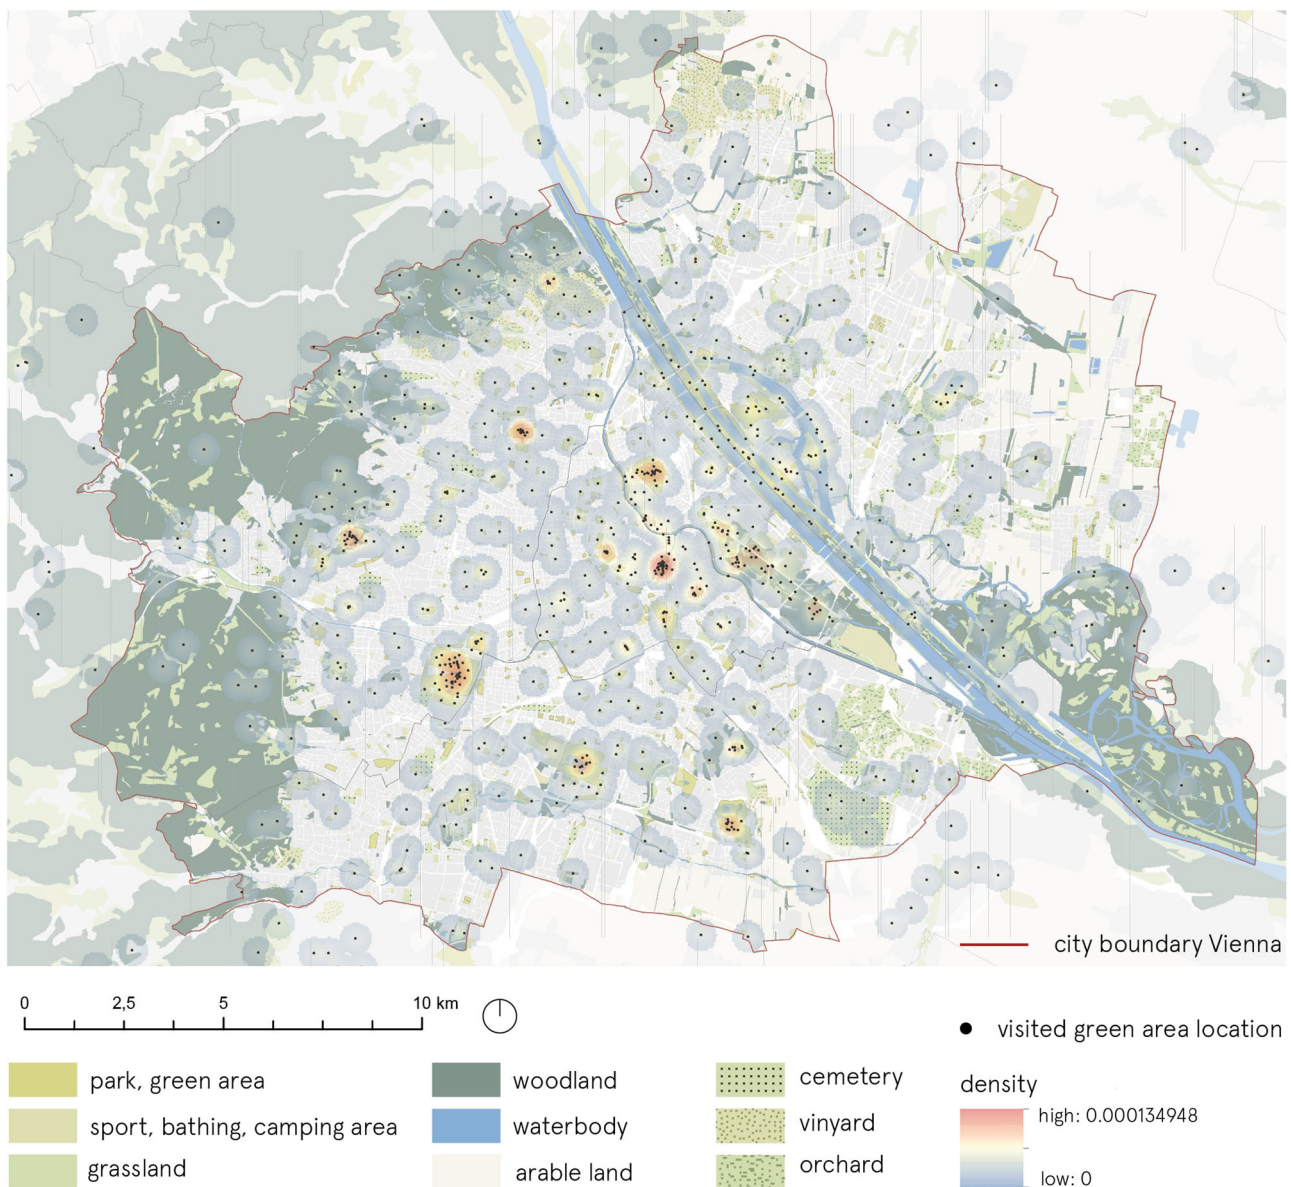 city boundary Vienna
0 2,5 5 10 km
visited green area location
park, green area
woodland
cemetery
density
sport, bathing, camping area
waterbody
vinyard
high: 0.000134948
grassland
arable land
orchard
low: 0